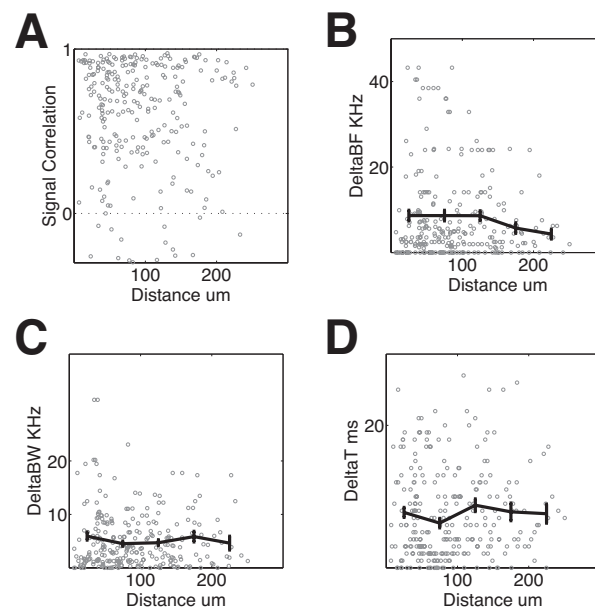 A
1
Signal Correlation
0
100
200
Distance um
B
40
DeltaBF KHz
20
100
200
Distance um
C
DeltaBW KHz
20
10
100
200
Distance um
D
DeltaT ms
20
100
200
Distance um